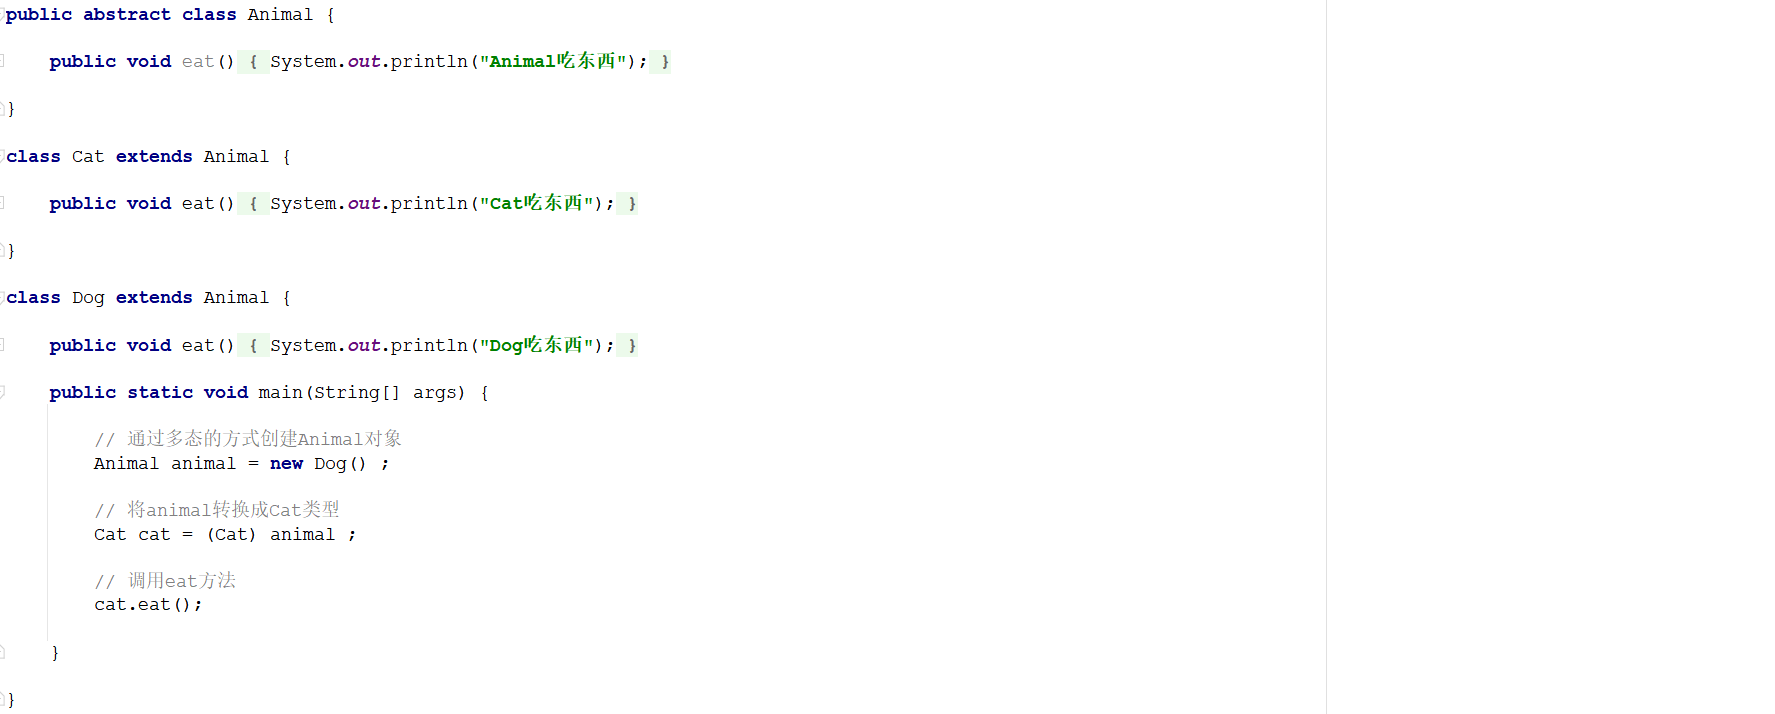 public abstract class Animal {
public void eat() { System.out.println("Animal吃东西"); }
}
class Cat extends Animal {
public void eat() { System.out.println("Cat吃东西"); }
}
class Dog extends Animal {
public void eat() { System.out.println("Dog吃东西"); }
public static void main(String[] args) {
// 通过多态的方式创建Animal对象
Animal animal = new Dog() ;
// 将animal转换成Cat类型
Cat cat = (Cat) animal ;
// 调用eat方法
cat.eat();
}
}